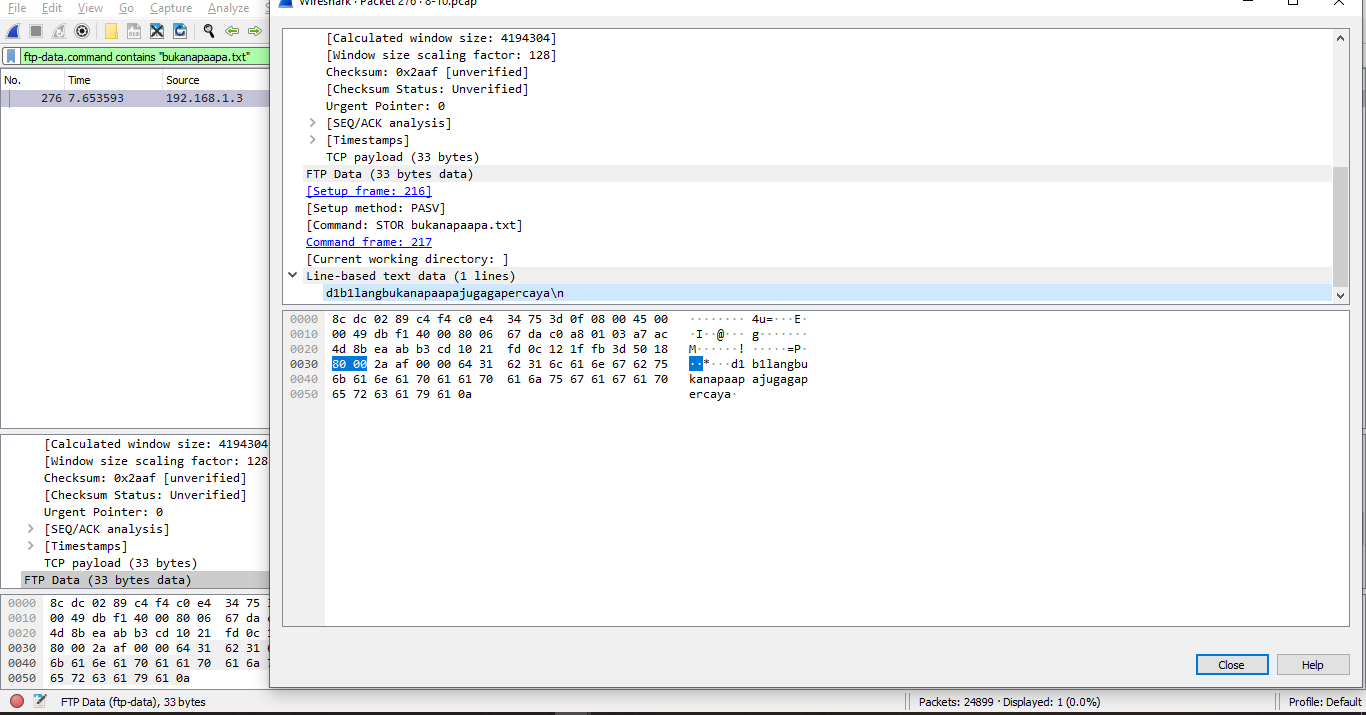 File Edit View Go Capture Analyze
ftp-data.command contains "bukanapaapa.txt"
No. Time Source
276 7.653593 192.168.1.3
[Calculated window size: 4194304
[Window size scaling factor: 128
Checksum: 0x2aaf [unverified]
[Checksum Status: Unverified]
Urgent Pointer: 0
[SEQ/ACK analysis]
[Timestamps]
TCP payload (33 bytes)
FTP Data (33 bytes data)
0000 8c dc 02 89 c4 f4 c0 e4 34 75
0010 00 49 db f1 40 00 80 06 67 da
0020 4d 8b ea ab b3 cd 10 21 fd 0c
0030 80 00 2a af 00 00 64 31 62 31
0040 6b 61 6e 61 70 61 61 70 61 6a
0050 65 72 63 61 79 61 0a
Wireshark · Packet 276 · 8-10.pcap
[Calculated window size: 4194304]
[Window size scaling factor: 128]
Checksum: 0x2aaf [unverified]
[Checksum Status: Unverified]
Urgent Pointer: 0
[SEQ/ACK analysis]
[Timestamps]
TCP payload (33 bytes)
FTP Data (33 bytes data)
[Setup frame: 216]
[Setup method: PASV]
[Command: STOR bukanapaapa.txt]
Command frame: 217
[Current working directory: ]
Line-based text data (1 lines)
d1b1langbukanapaapajugagapercaya\n
0000 8c dc 02 89 c4 f4 c0 e4 34 75 3d 0f 08 00 45 00 ········ 4u=···E·
0010 00 49 db f1 40 00 80 06 67 da c0 a8 01 03 a7 ac ·I··@··· g·······
0020 4d 8b ea ab b3 cd 10 21 fd 0c 12 1f fb 3d 50 18 M······! ·····=P·
0030 80 00 2a af 00 00 64 31 62 31 6c 61 6e 67 62 75 ··*···d1 b1langbu
0040 6b 61 6e 61 70 61 61 70 61 6a 75 67 61 67 61 70 kanapaap ajugagap
0050 65 72 63 61 79 61 0a ercaya·
Close Help
FTP Data (ftp-data), 33 bytes Packets: 24899 · Displayed: 1 (0.0%) Profile: Default